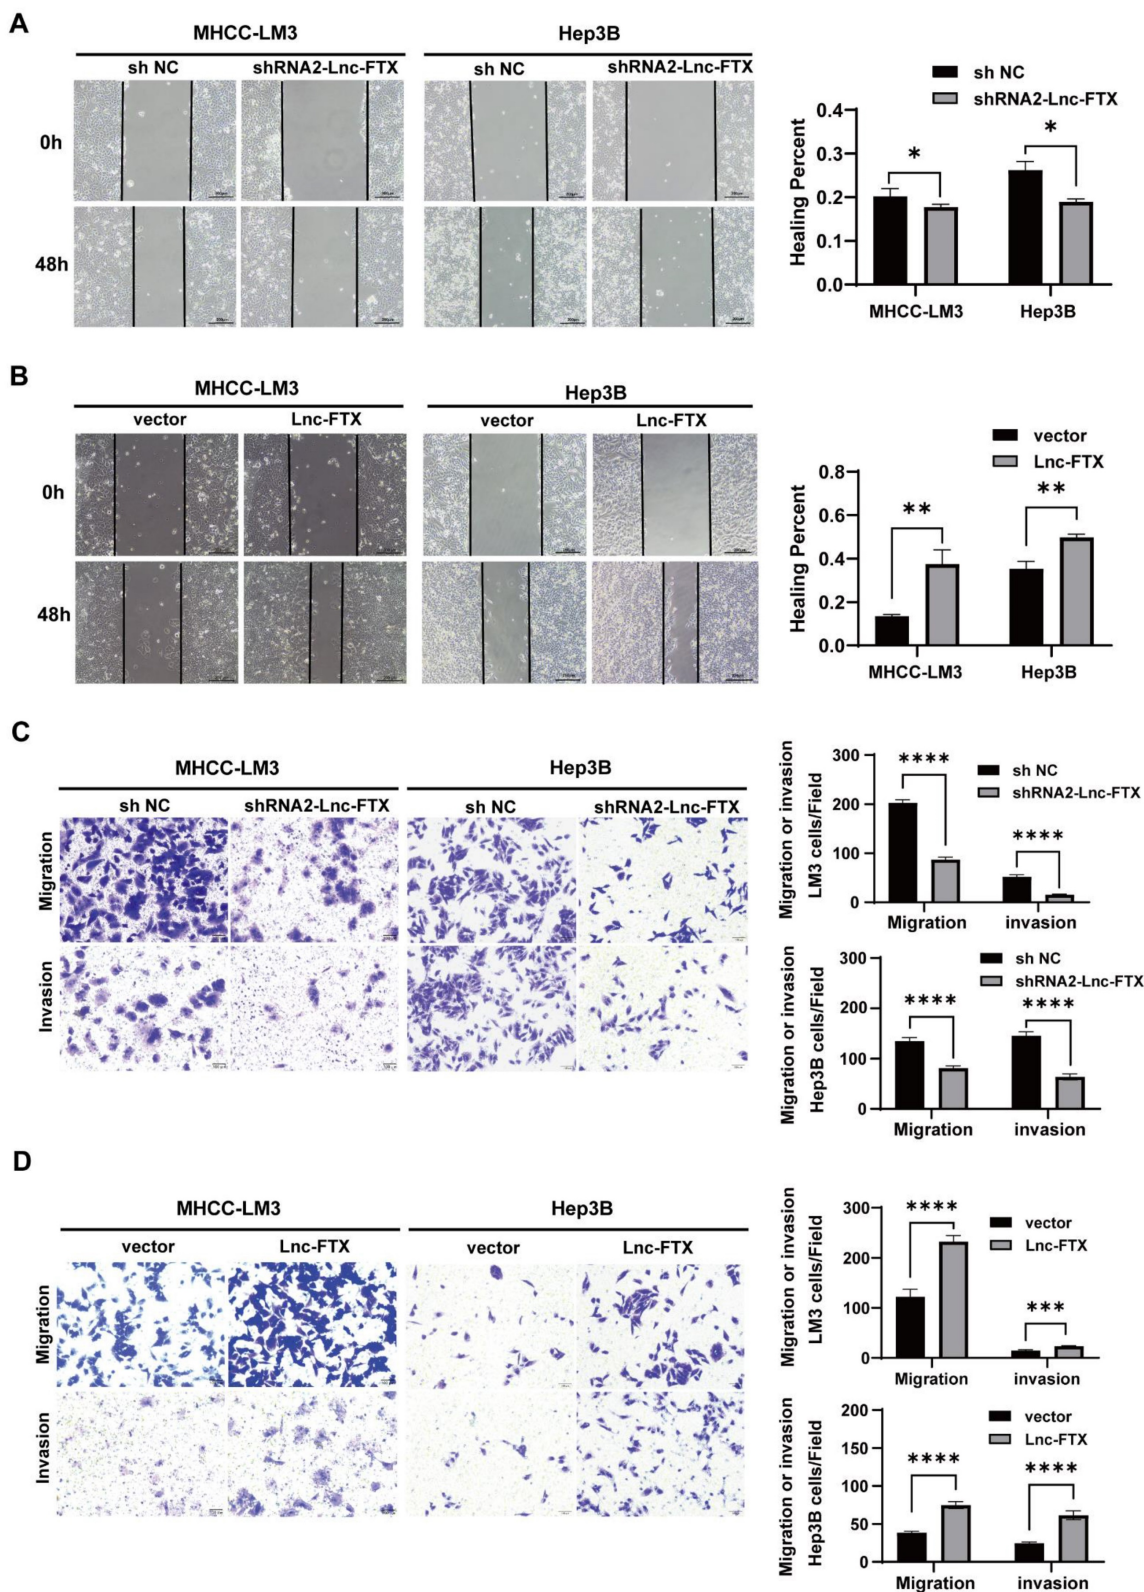 A
MHCC-LM3
Hep3B
sh NC
shRNA2-Lnc-FTX
sh NC
shRNA2-Lnc-FTX
0h
48h
sh NC
shRNA2-Lnc-FTX
Healing Percent
0.4
0.3
0.2
0.1
0.0
*
*
MHCC-LM3
Hep3B
B
MHCC-LM3
Hep3B
vector
Lnc-FTX
vector
Lnc-FTX
0h
48h
vector
Lnc-FTX
Healing Percent
0.8
0.6
0.4
0.2
0.0
**
**
MHCC-LM3
Hep3B
C
MHCC-LM3
Hep3B
sh NC
shRNA2-Lnc-FTX
sh NC
shRNA2-Lnc-FTX
Migration
Invasion
Migration or invasion
LM3 cells/Field
300
200
100
0
****
****
sh NC
shRNA2-Lnc-FTX
Migration
invasion
Migration or invasion
Hep3B cells/Field
300
200
100
0
****
****
sh NC
shRNA2-Lnc-FTX
Migration
invasion
D
MHCC-LM3
Hep3B
vector
Lnc-FTX
vector
Lnc-FTX
Migration
Invasion
Migration or invasion
LM3 cells/Field
300
200
100
0
****
***
vector
Lnc-FTX
Migration
invasion
Migration or invasion
Hep3B cells/Field
200
150
100
50
0
****
****
vector
Lnc-FTX
Migration
invasion